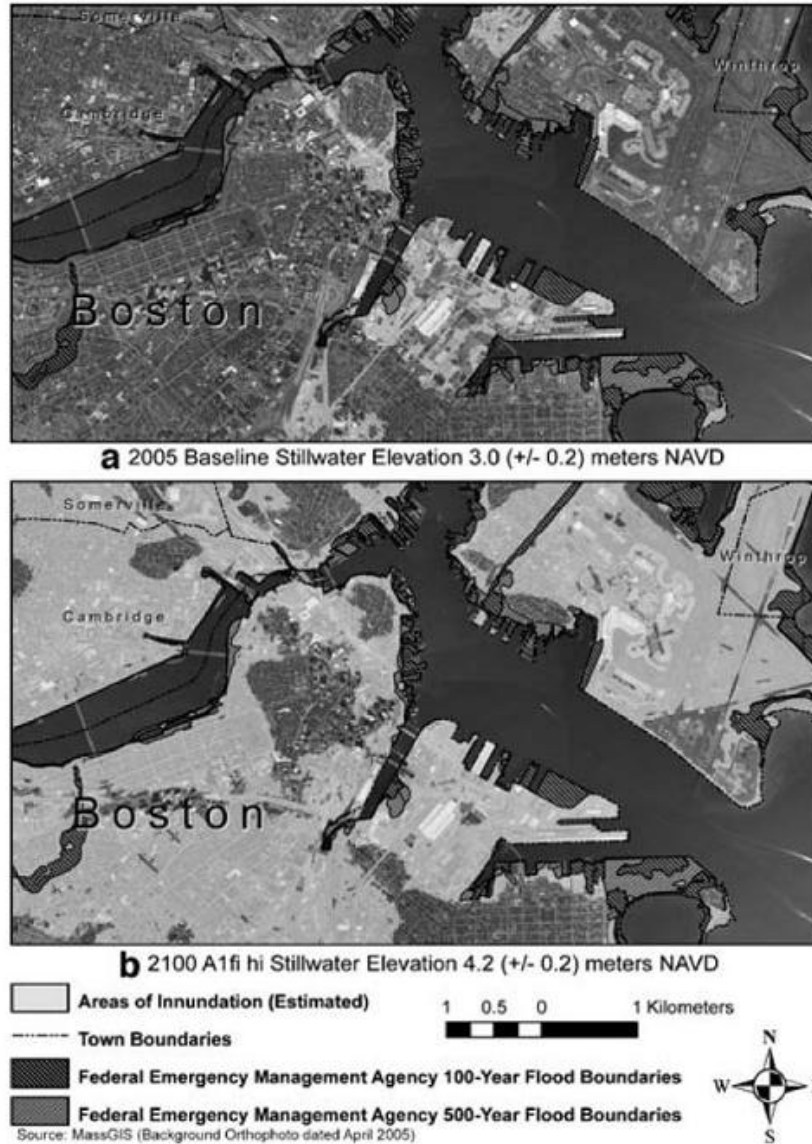 Somerville
Winthrop
Cambridge
Boston
a 2005 Baseline Stillwater Elevation 3.0 (+/- 0.2) meters NAVD
Somerville
Winthrop
Cambridge
Boston
b 2100 A1fi hi Stillwater Elevation 4.2 (+/- 0.2) meters NAVD
Areas of Innundation (Estimated)
1 0.5 0 1 Kilometers
Town Boundaries
N
Federal Emergency Management Agency 100-Year Flood Boundaries
W E
Federal Emergency Management Agency 500-Year Flood Boundaries
S
Source: MassGIS (Background Orthophoto dated April 2005)